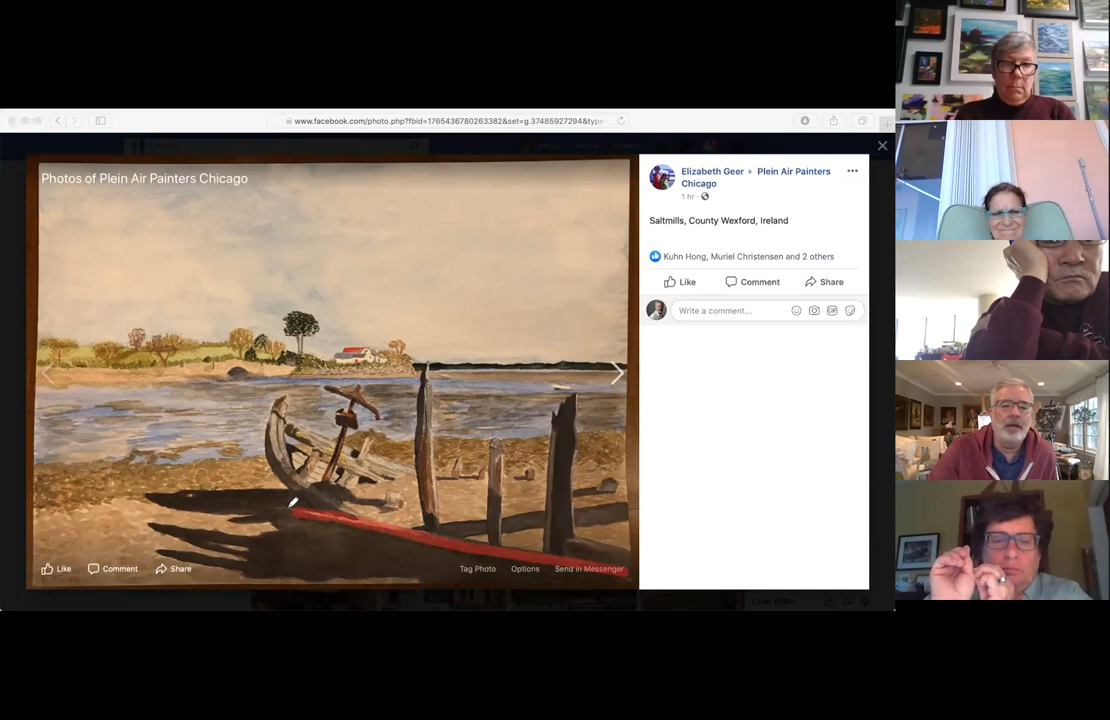 www.facebook.com/photo.php?fbid=1765436780263382&set=g.37485927294&type
Photos of Plein Air Painters Chicago
Elizabeth Geer ▸ Plein Air Painters
Chicago
1 hr ·
Saltmills, County Wexford, Ireland
Kuhn Hong, Muriel Christensen and 2 others
Like Comment Share
Write a comment...
GIF
Like Comment Share Tag Photo Options Send in Messenger